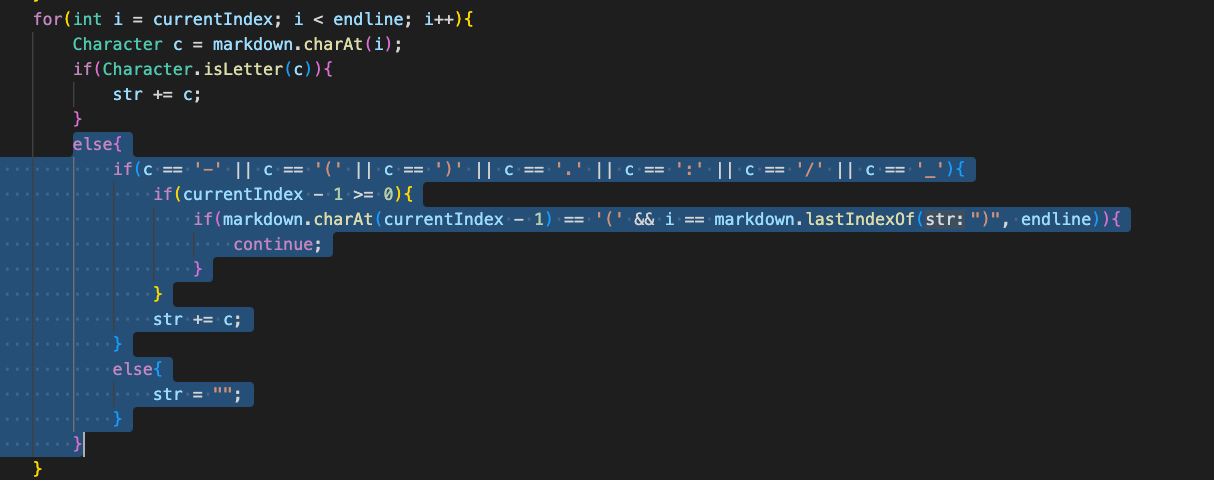 for(int i = currentIndex; i < endline; i++){
Character c = markdown.charAt(i);
if(Character.isLetter(c)){
str += c;
}
else{
if(c == '-' || c == '(' || c == ')' || c == '.' || c == ':' || c == '/' || c == '_'){
if(currentIndex - 1 >= 0){
if(markdown.charAt(currentIndex - 1) == '(' && i == markdown.lastIndexOf(str: ")", endline)){
continue;
}
}
str += c;
}
else{
str = "";
}
}
}